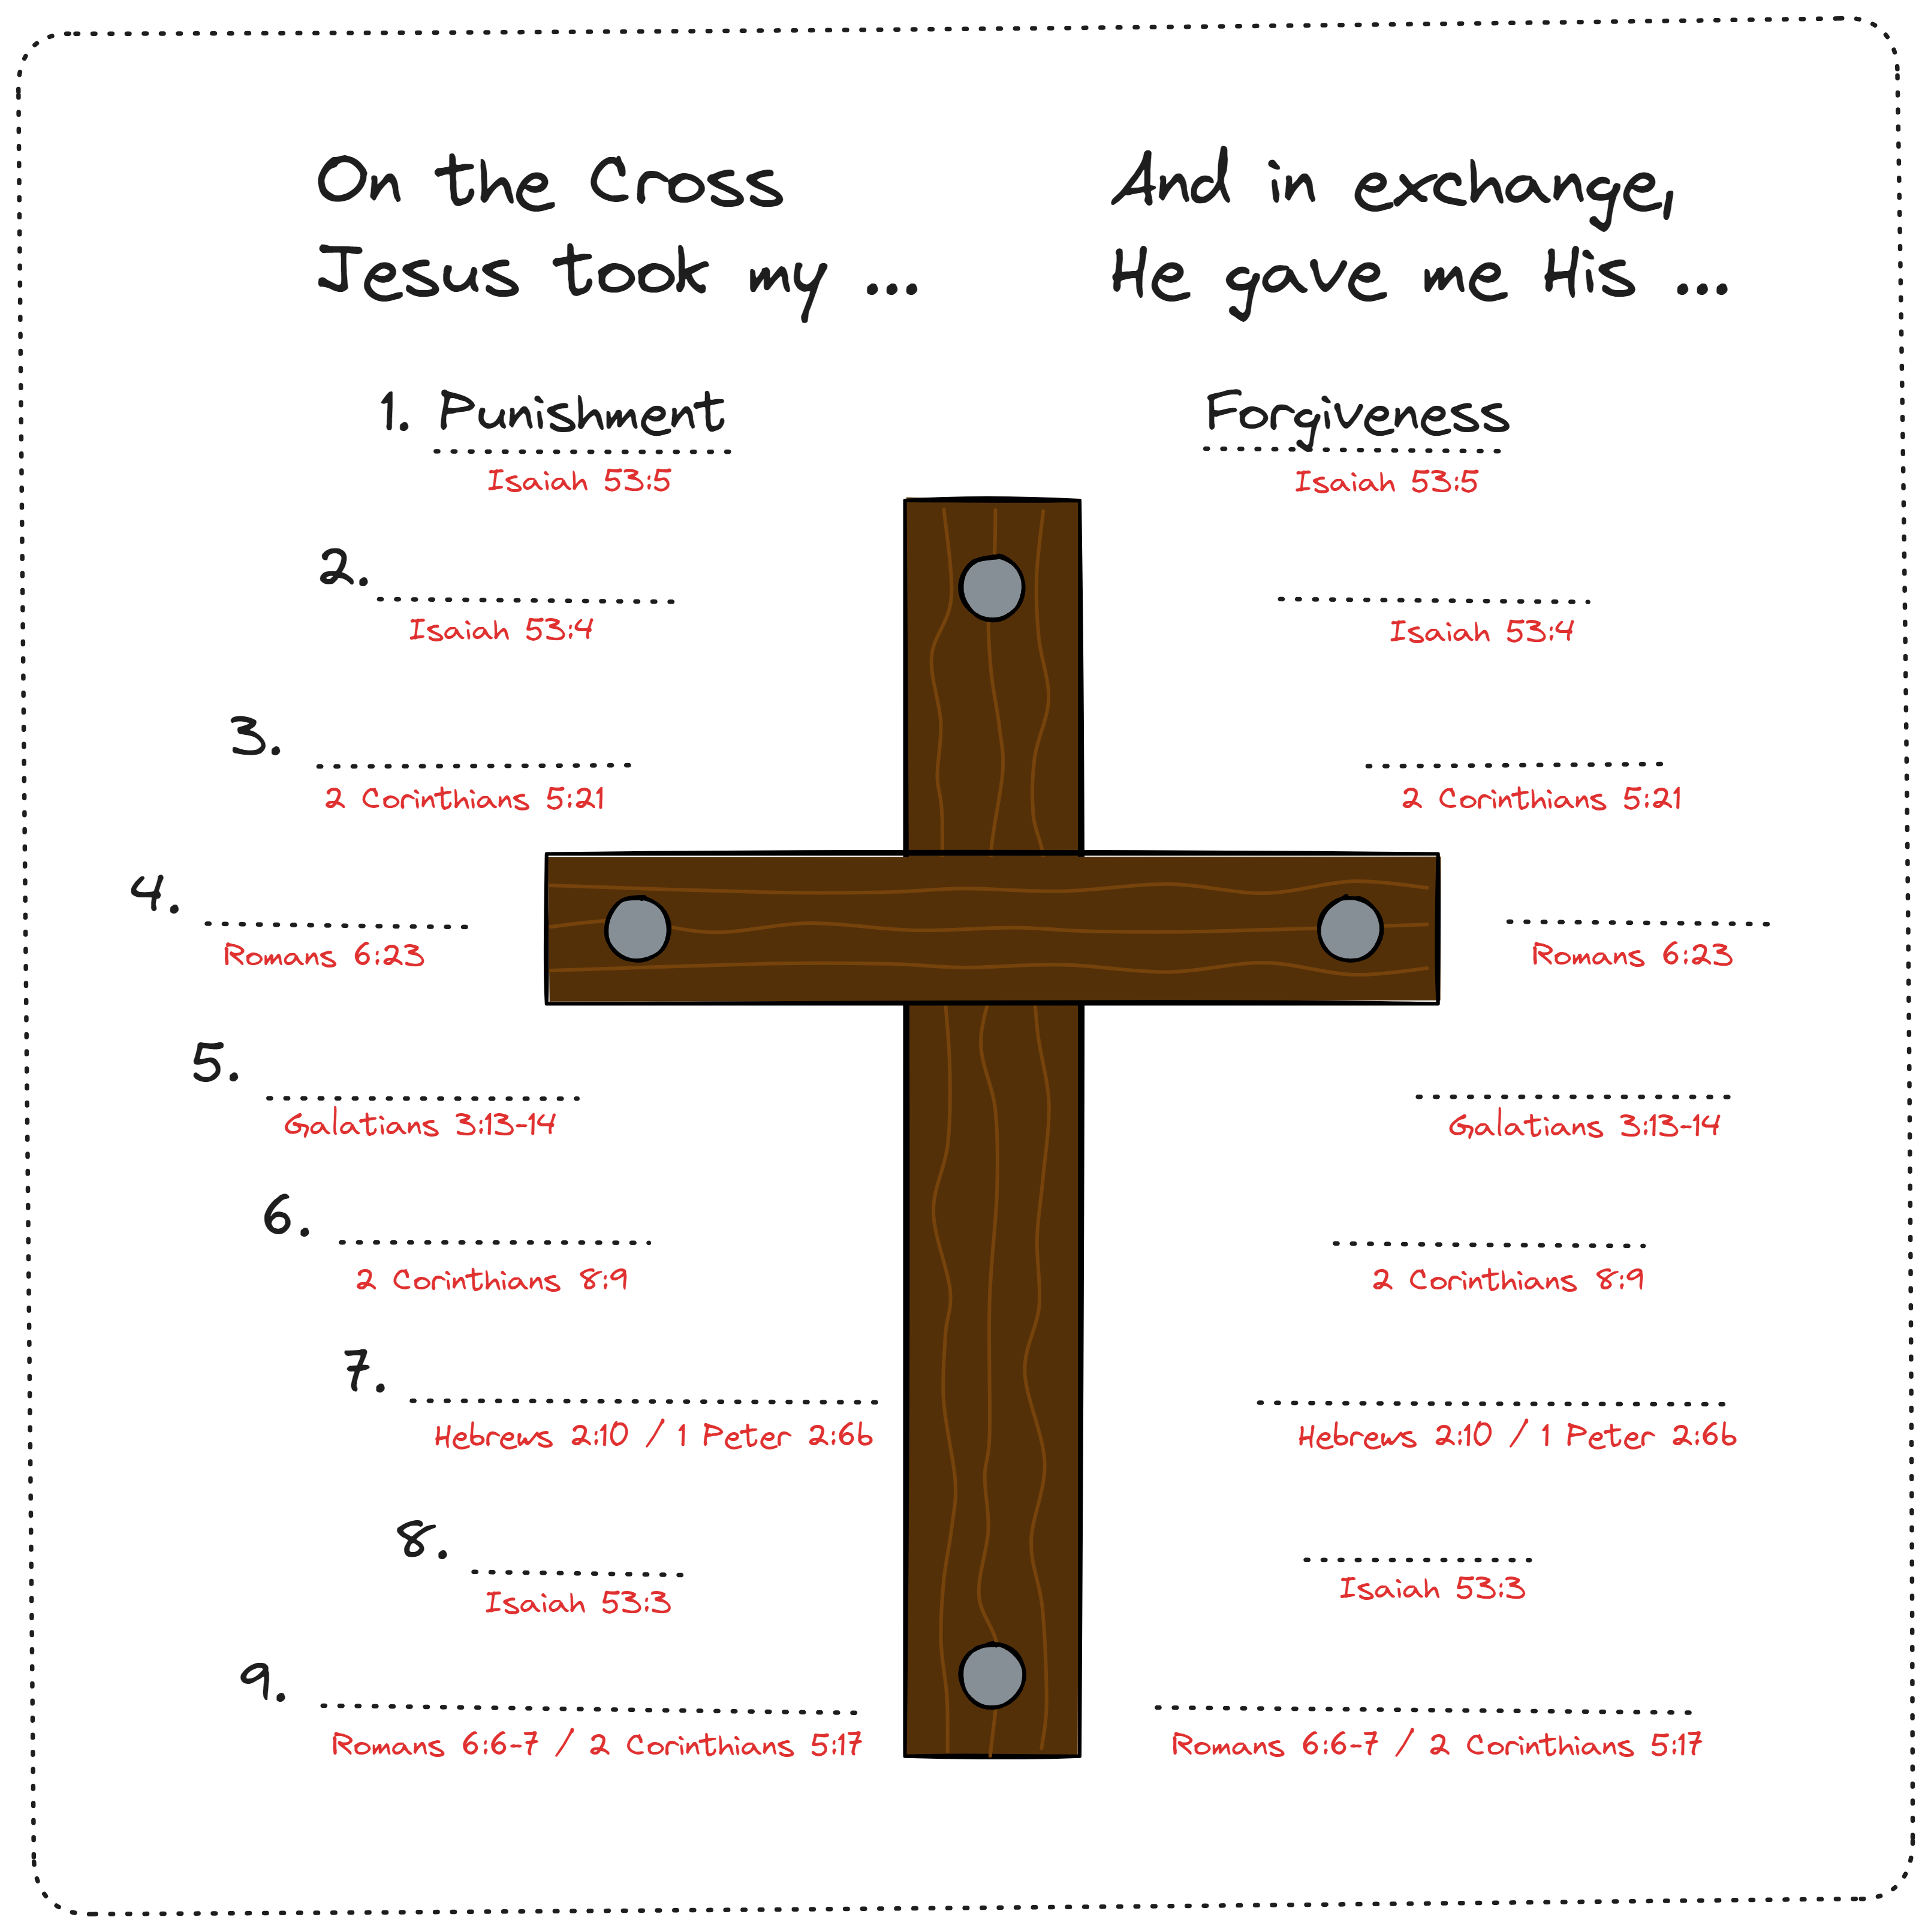 On the Cross
Jesus took my ...
And in exchange,
He gave me His ...
1. Punishment
Isaiah 53:5
Forgiveness
Isaiah 53:5
2.
Isaiah 53:4
Isaiah 53:4
3.
2 Corinthians 5:21
2 Corinthians 5:21
4.
Romans 6:23
Romans 6:23
5.
Galatians 3:13-14
Galatians 3:13-14
6.
2 Corinthians 8:9
2 Corinthians 8:9
7.
Hebrews 2:10 / 1 Peter 2:6b
Hebrews 2:10 / 1 Peter 2:6b
8.
Isaiah 53:3
Isaiah 53:3
9.
Romans 6:6-7 / 2 Corinthians 5:17
Romans 6:6-7 / 2 Corinthians 5:17